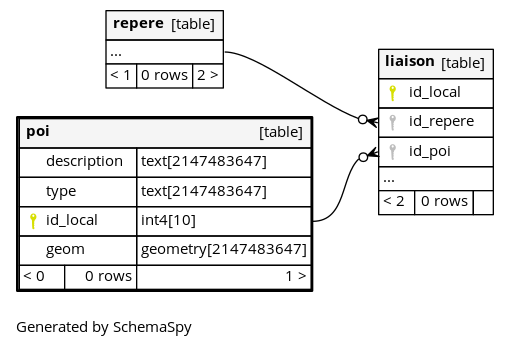 repere [table]
...
< 1 0 rows 2 >
liaison [table]
id_local
id_repere
id_poi
...
< 2 0 rows
poi [table]
description text[2147483647]
type text[2147483647]
id_local int4[10]
geom geometry[2147483647]
< 0 0 rows 1 >
Generated by SchemaSpy